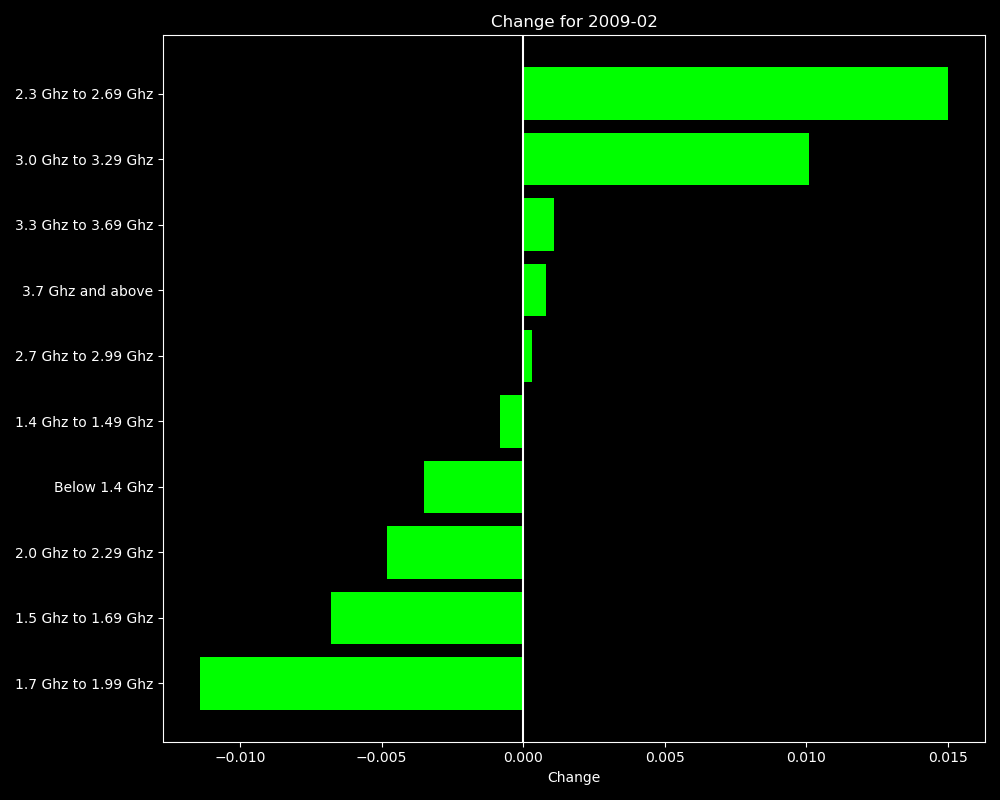 Change for 2009-02
2.3 Ghz to 2.69 Ghz
3.0 Ghz to 3.29 Ghz
3.3 Ghz to 3.69 Ghz
3.7 Ghz and above
2.7 Ghz to 2.99 Ghz
1.4 Ghz to 1.49 Ghz
Below 1.4 Ghz
2.0 Ghz to 2.29 Ghz
1.5 Ghz to 1.69 Ghz
1.7 Ghz to 1.99 Ghz
−0.010 −0.005 0.000 0.005 0.010 0.015
Change